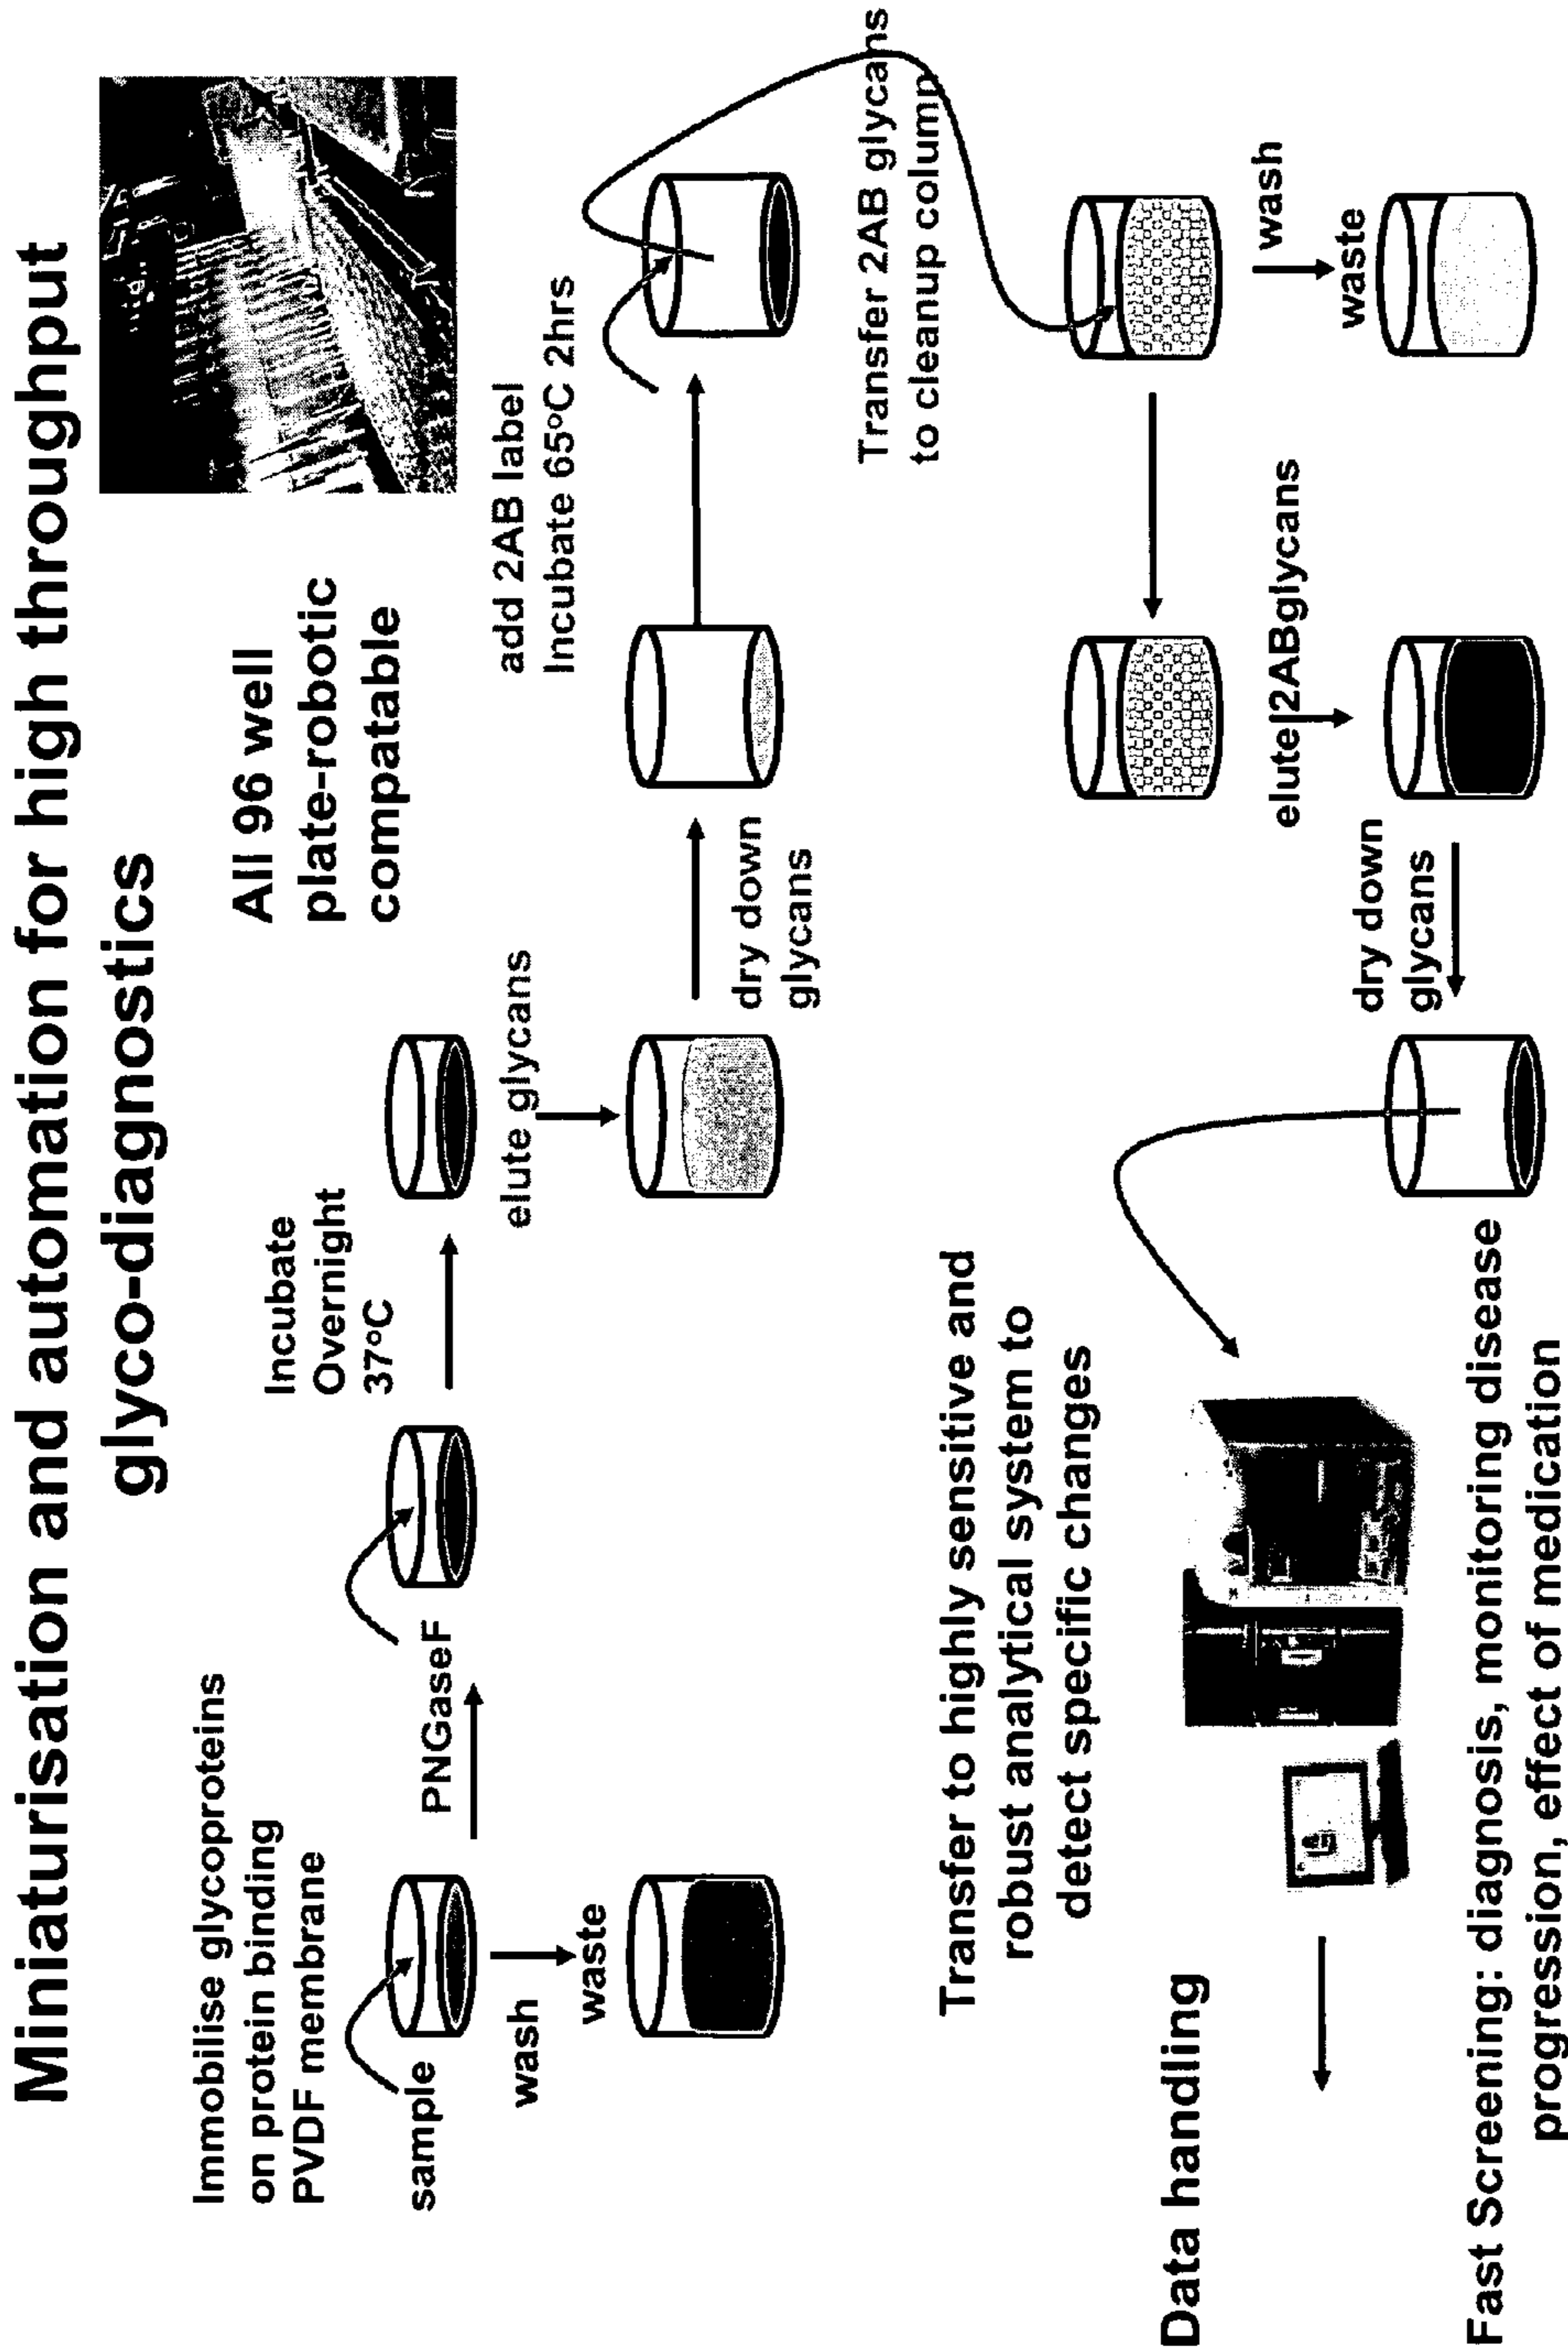 Miniaturisation and automation for high throughput
glyco-diagnostics
Immobilise glycoproteins
on protein binding
PVDF membrane
sample
wash
waste
PNGaseF
Incubate
Overnight
37ºC
elute glycans
All 96 well
plate-robotic
compatable
dry down
glycans
add 2AB label
Incubate 65ºC 2hrs
Transfer 2AB glycans
to cleanup column
wash
waste
elute 2ABglycans
dry down
glycans
Transfer to highly sensitive and
robust analytical system to
detect specific changes
Data handling
Fast Screening: diagnosis, monitoring disease
progression, effect of medication